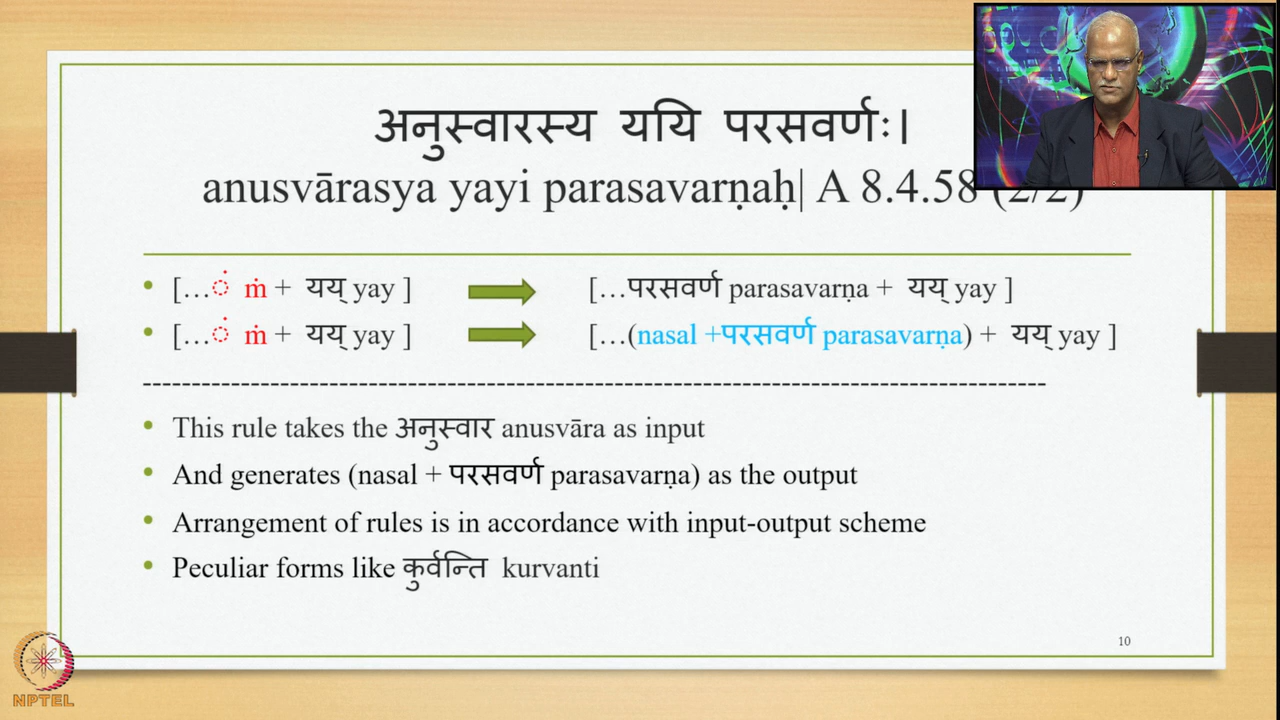 अनुस्वारस्य ययि परसवर्णः।
anusvārasya yayi parasavarṇaḥ| A 8.4.58 (2/2)
• […ं ṁ + यय् yay ] […परसवर्ण parasavarṇa + यय् yay ]
• […ं ṁ + यय् yay ] […(nasal +परसवर्ण parasavarṇa) + यय् yay ]
--------------------------------------------------------------------------------------------
• This rule takes the अनुस्वार anusvāra as input
• And generates (nasal + परसवर्ण parasavarṇa) as the output
• Arrangement of rules is in accordance with input-output scheme
• Peculiar forms like कुर्वन्ति kurvanti
10
NPTEL